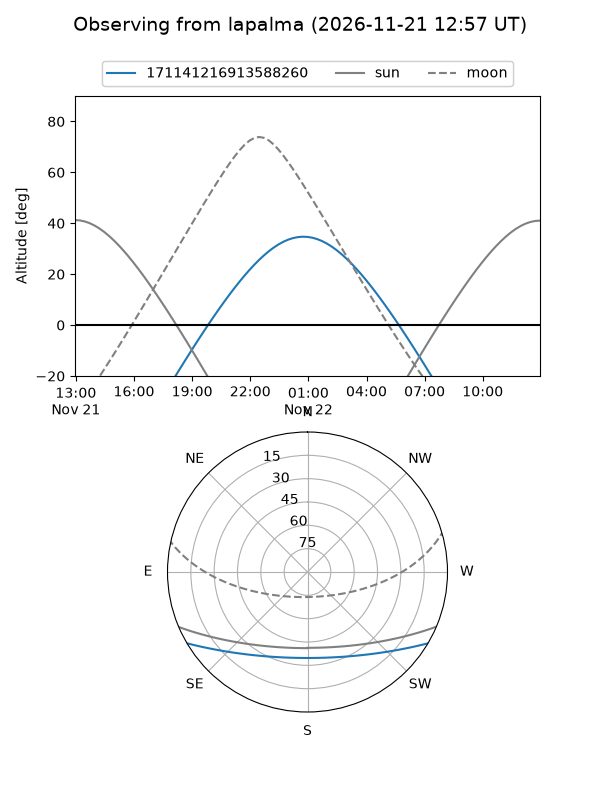 Observing from lapalma (2026-11-21 12:57 UT)
171141216913588260 sun moon
Altitude [deg]
80
60
40
20
0
−20
13:00 16:00 19:00 22:00 01:00 04:00 07:00 10:00
Nov 21 Nov 22
N
NE NW
15
30
45
60
75
E W
SE SW
S